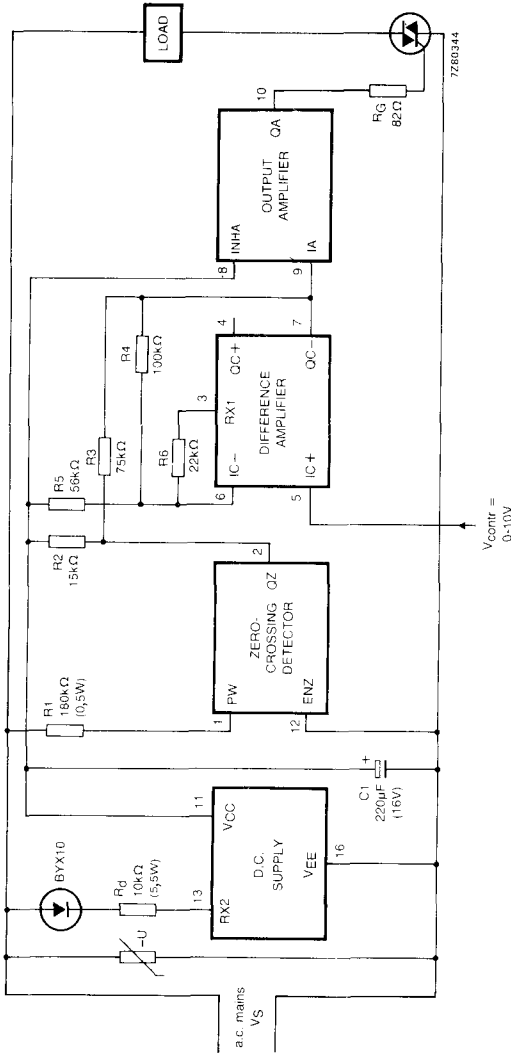 a.c. mains
VS
-U
BYX10
Rd
10kΩ
(5,5W)
13
RX2
11
VCC
D.C.
SUPPLY
VEE
16
C1
220µF
(16V)
+
R1
180kΩ
(0,5W)
1
PW
ZERO-
CROSSING
DETECTOR
ENZ
12
QZ
2
R2
15kΩ
R5
56kΩ
R3
75kΩ
R4
100kΩ
R6
22kΩ
6
IC-
3
RX1
4
QC+
DIFFERENCE
AMPLIFIER
IC+
5
QC-
7
Vcontr =
0-10V
8
INHA
OUTPUT
AMPLIFIER
IA
9
QA
10
RG
82Ω
LOAD
7Z80344